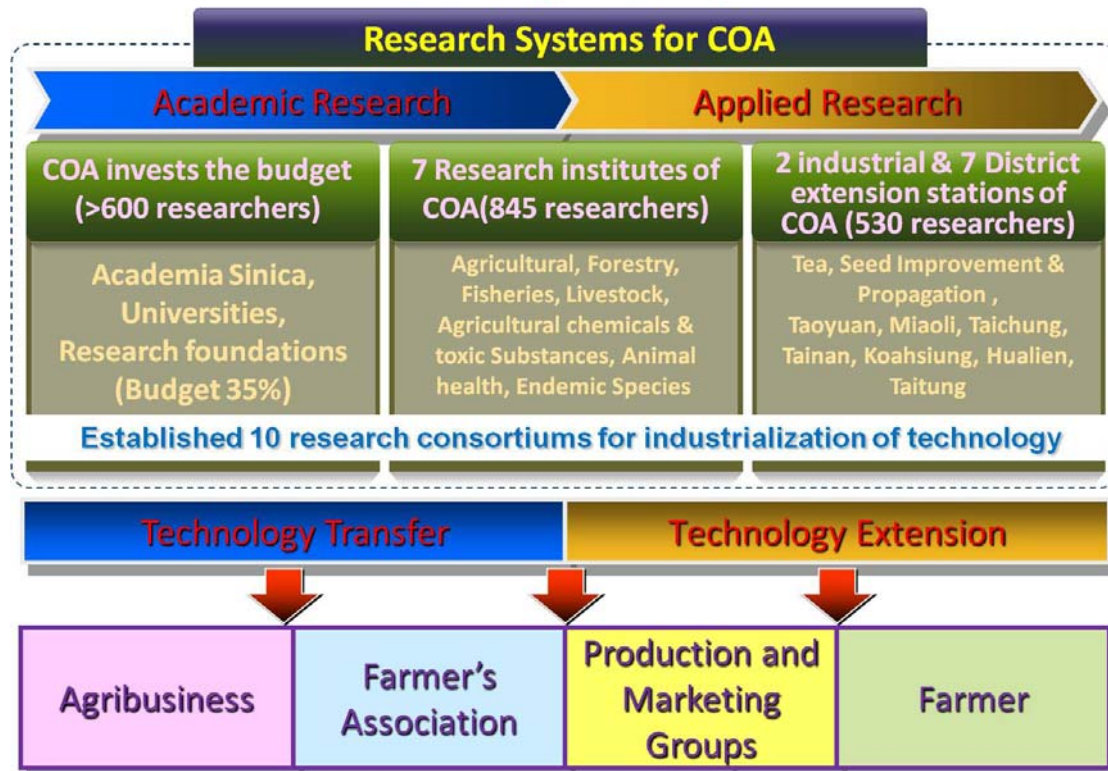 Research Systems for COA
Academic Research
Applied Research
COA invests the budget
(>600 researchers)
Academia Sinica,
Universities,
Research foundations
(Budget 35%)
7 Research institutes of
COA(845 researchers)
Agricultural, Forestry,
Fisheries, Livestock,
Agricultural chemicals &
toxic Substances, Animal
health, Endemic Species
2 industrial & 7 District
extension stations of
COA (530 researchers)
Tea, Seed Improvement &
Propagation ,
Taoyuan, Miaoli, Taichung,
Tainan, Koahsiung, Hualien,
Taitung
Established 10 research consortiums for industrialization of technology
Technology Transfer
Technology Extension
Agribusiness
Farmer's
Association
Production and
Marketing
Groups
Farmer